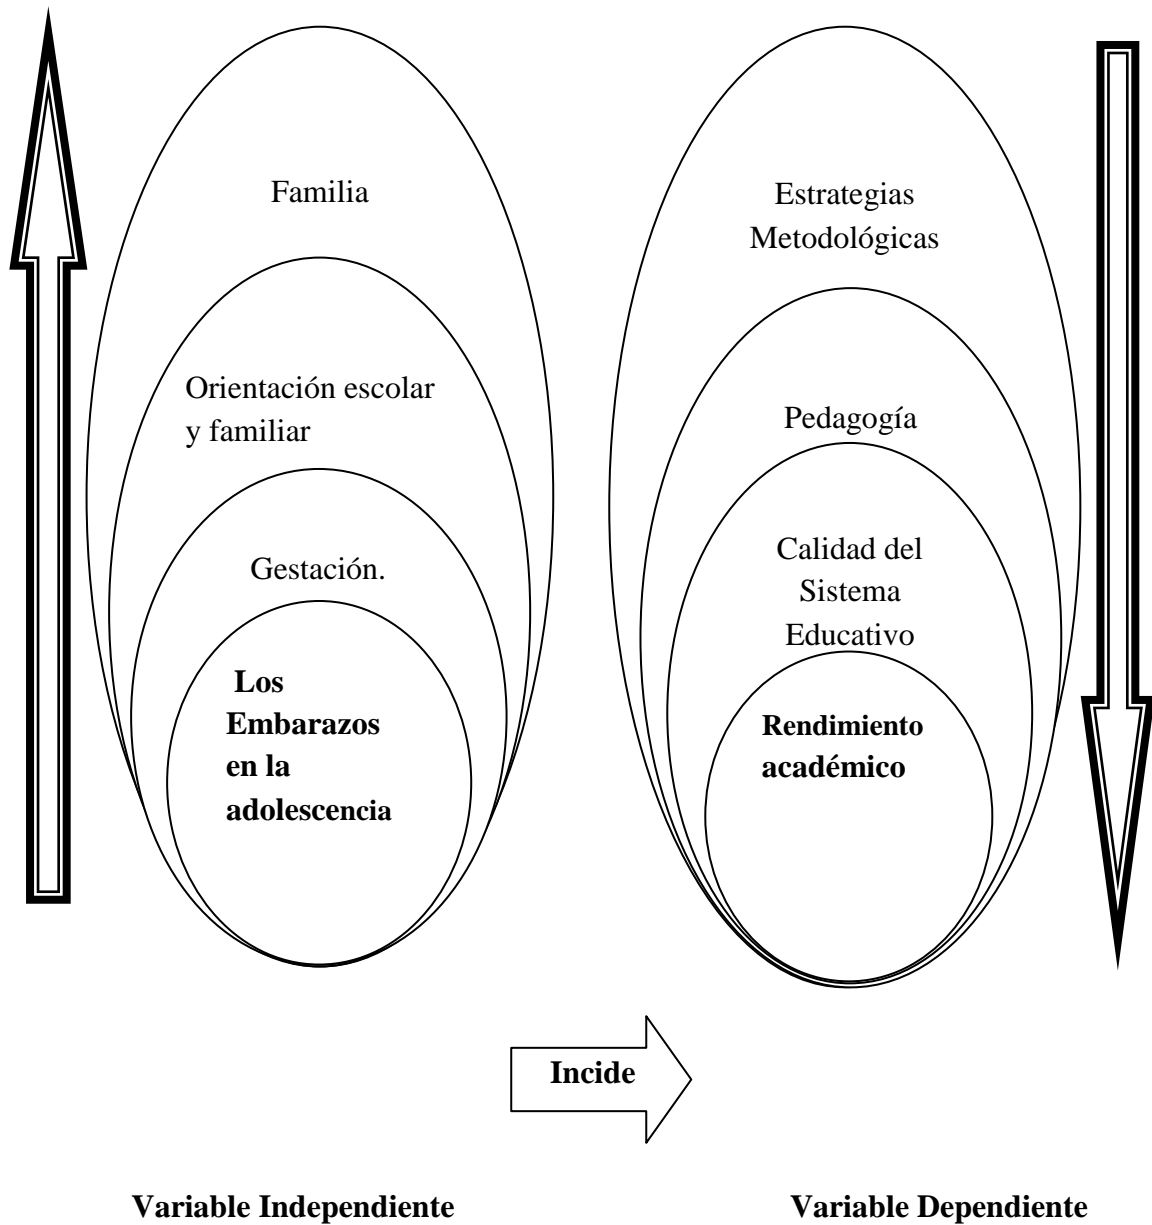 Familia
Orientación escolar
y familiar
Gestación.
Los
Embarazos
en la
adolescencia
Estrategias
Metodológicas
Pedagogía
Calidad del
Sistema
Educativo
Rendimiento
académico
Incide
Variable Independiente
Variable Dependiente